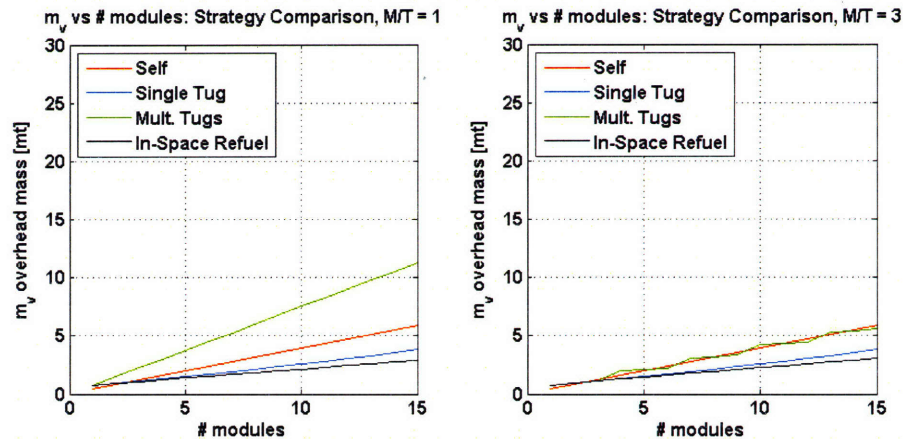 m_v vs # modules: Strategy Comparison, M/T = 1
30
25
20
15
10
5
0
0
5
10
15
m_v overhead mass [mt]
# modules
Self
Single Tug
Mult. Tugs
In-Space Refuel
m_v vs # modules: Strategy Comparison, M/T = 3
30
25
20
15
10
5
0
0
5
10
15
m_v overhead mass [mt]
# modules
Self
Single Tug
Mult. Tugs
In-Space Refuel